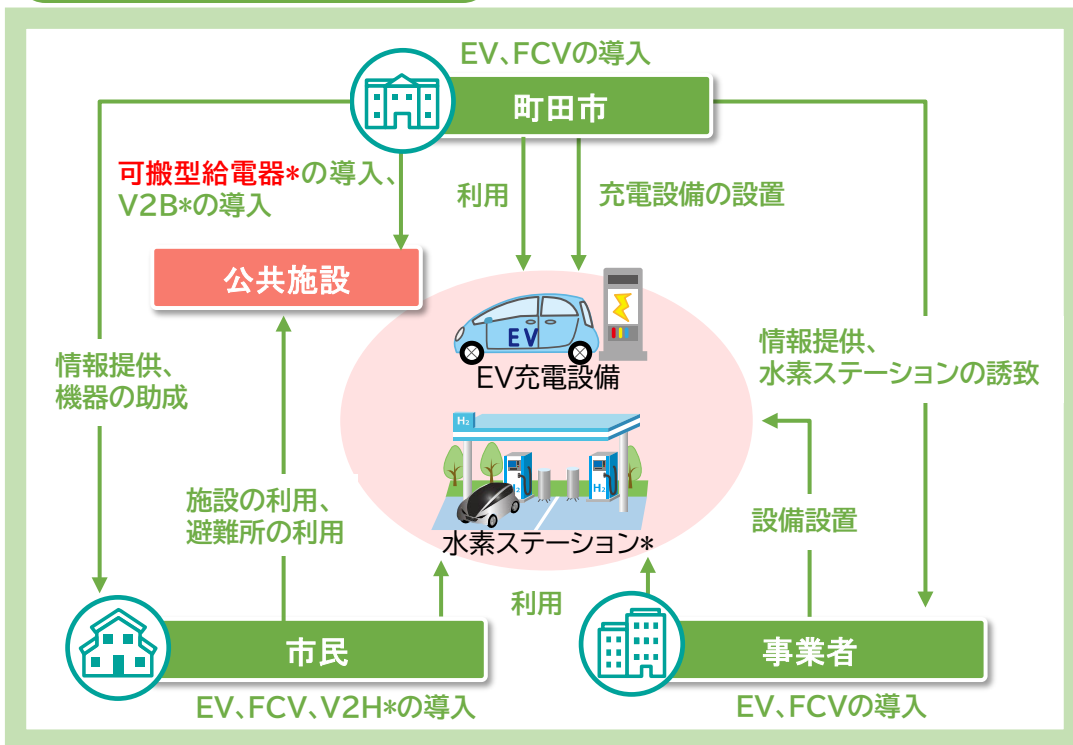 EV、FCVの導入
町田市
可搬型給電器*の導入、
V2B*の導入
利用
充電設備の設置
公共施設
EV
EV充電設備
情報提供、
機器の助成
情報提供、
水素ステーションの誘致
H₂
H₂
H₂
施設の利用、
避難所の利用
水素ステーション*
設備設置
利用
市民
事業者
EV、FCV、V2H*の導入
EV、FCVの導入